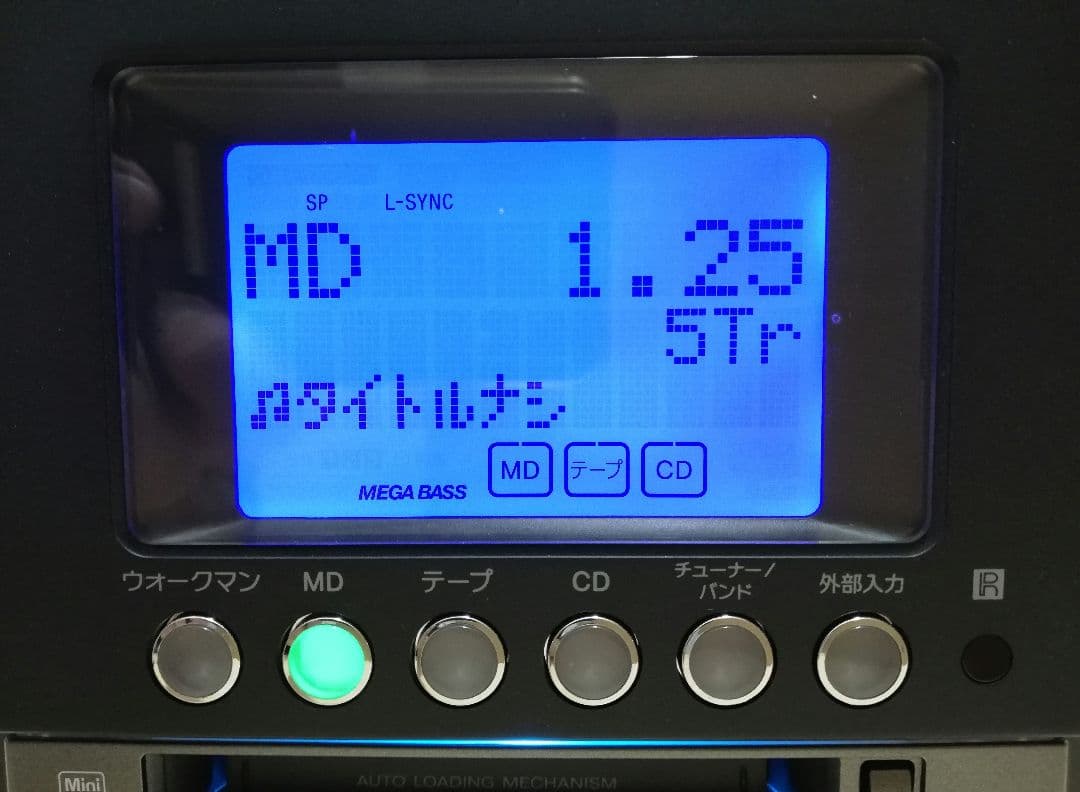 SP L-SYNC
MD 1.25
5Tr
♫タイトルナシ
MEGA BASS MD テープ CD
ウォークマン MD テープ CD チューナー/バンド 外部入力 R
Mini
AUTO LOADING MECHANISM